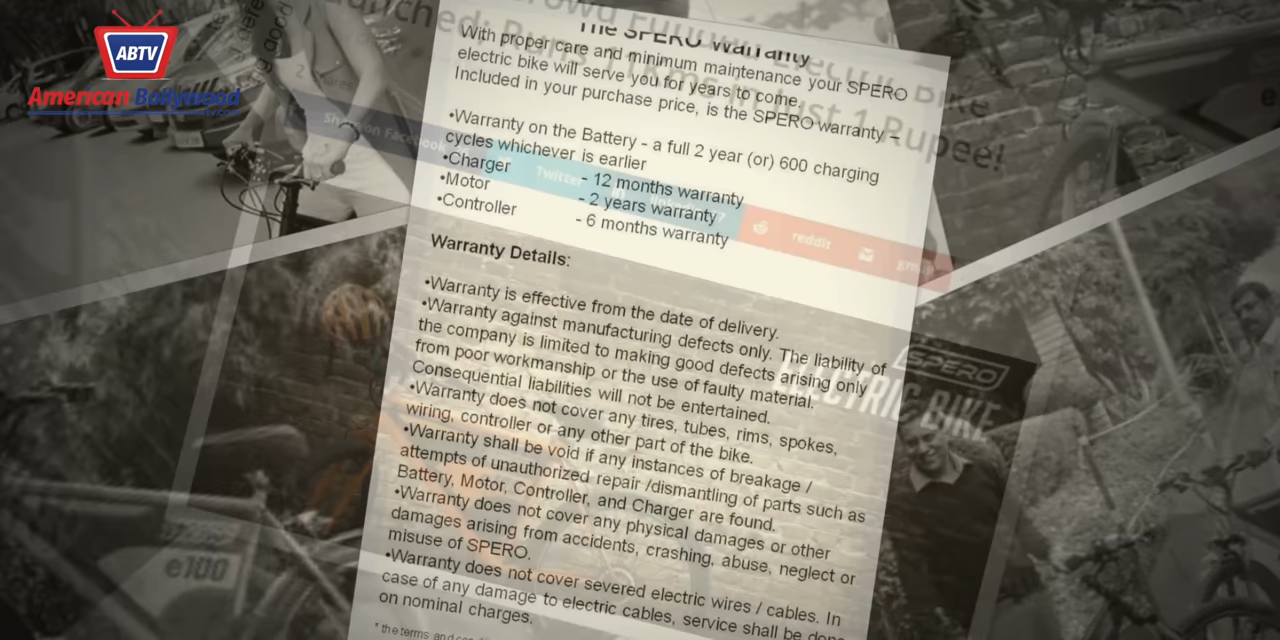 ABTV
American Bollywood
The SPERO Warranty
With proper care and minimum maintenance your SPERO
electric bike will serve you for years to come.
Included in your purchase price, is the SPERO warranty –
•Warranty on the Battery - a full 2 year (or) 600 charging
cycles whichever is earlier
•Charger - 12 months warranty
•Motor - 2 years warranty
•Controller - 6 months warranty
Warranty Details:
•Warranty is effective from the date of delivery.
•Warranty against manufacturing defects only. The liability of
the company is limited to making good defects arising only
from poor workmanship or the use of faulty material.
Consequential liabilities will not be entertained.
•Warranty does not cover any tires, tubes, rims, spokes,
wiring, controller or any other part of the bike.
•Warranty shall be void if any instances of breakage /
attempts of unauthorized repair /dismantling of parts such as
Battery, Motor, Controller, and Charger are found.
•Warranty does not cover any physical damages or other
damages arising from accidents, crashing, abuse, neglect or
misuse of SPERO.
•Warranty does not cover severed electric wires / cables. In
case of any damage to electric cables, service shall be done
on nominal charges.
* the terms and
Crowd Funded Electric Bike
Just 1 Rupee!
Facebook
Twitter
reddit
SPERO
ELECTRIC BIKE
e100